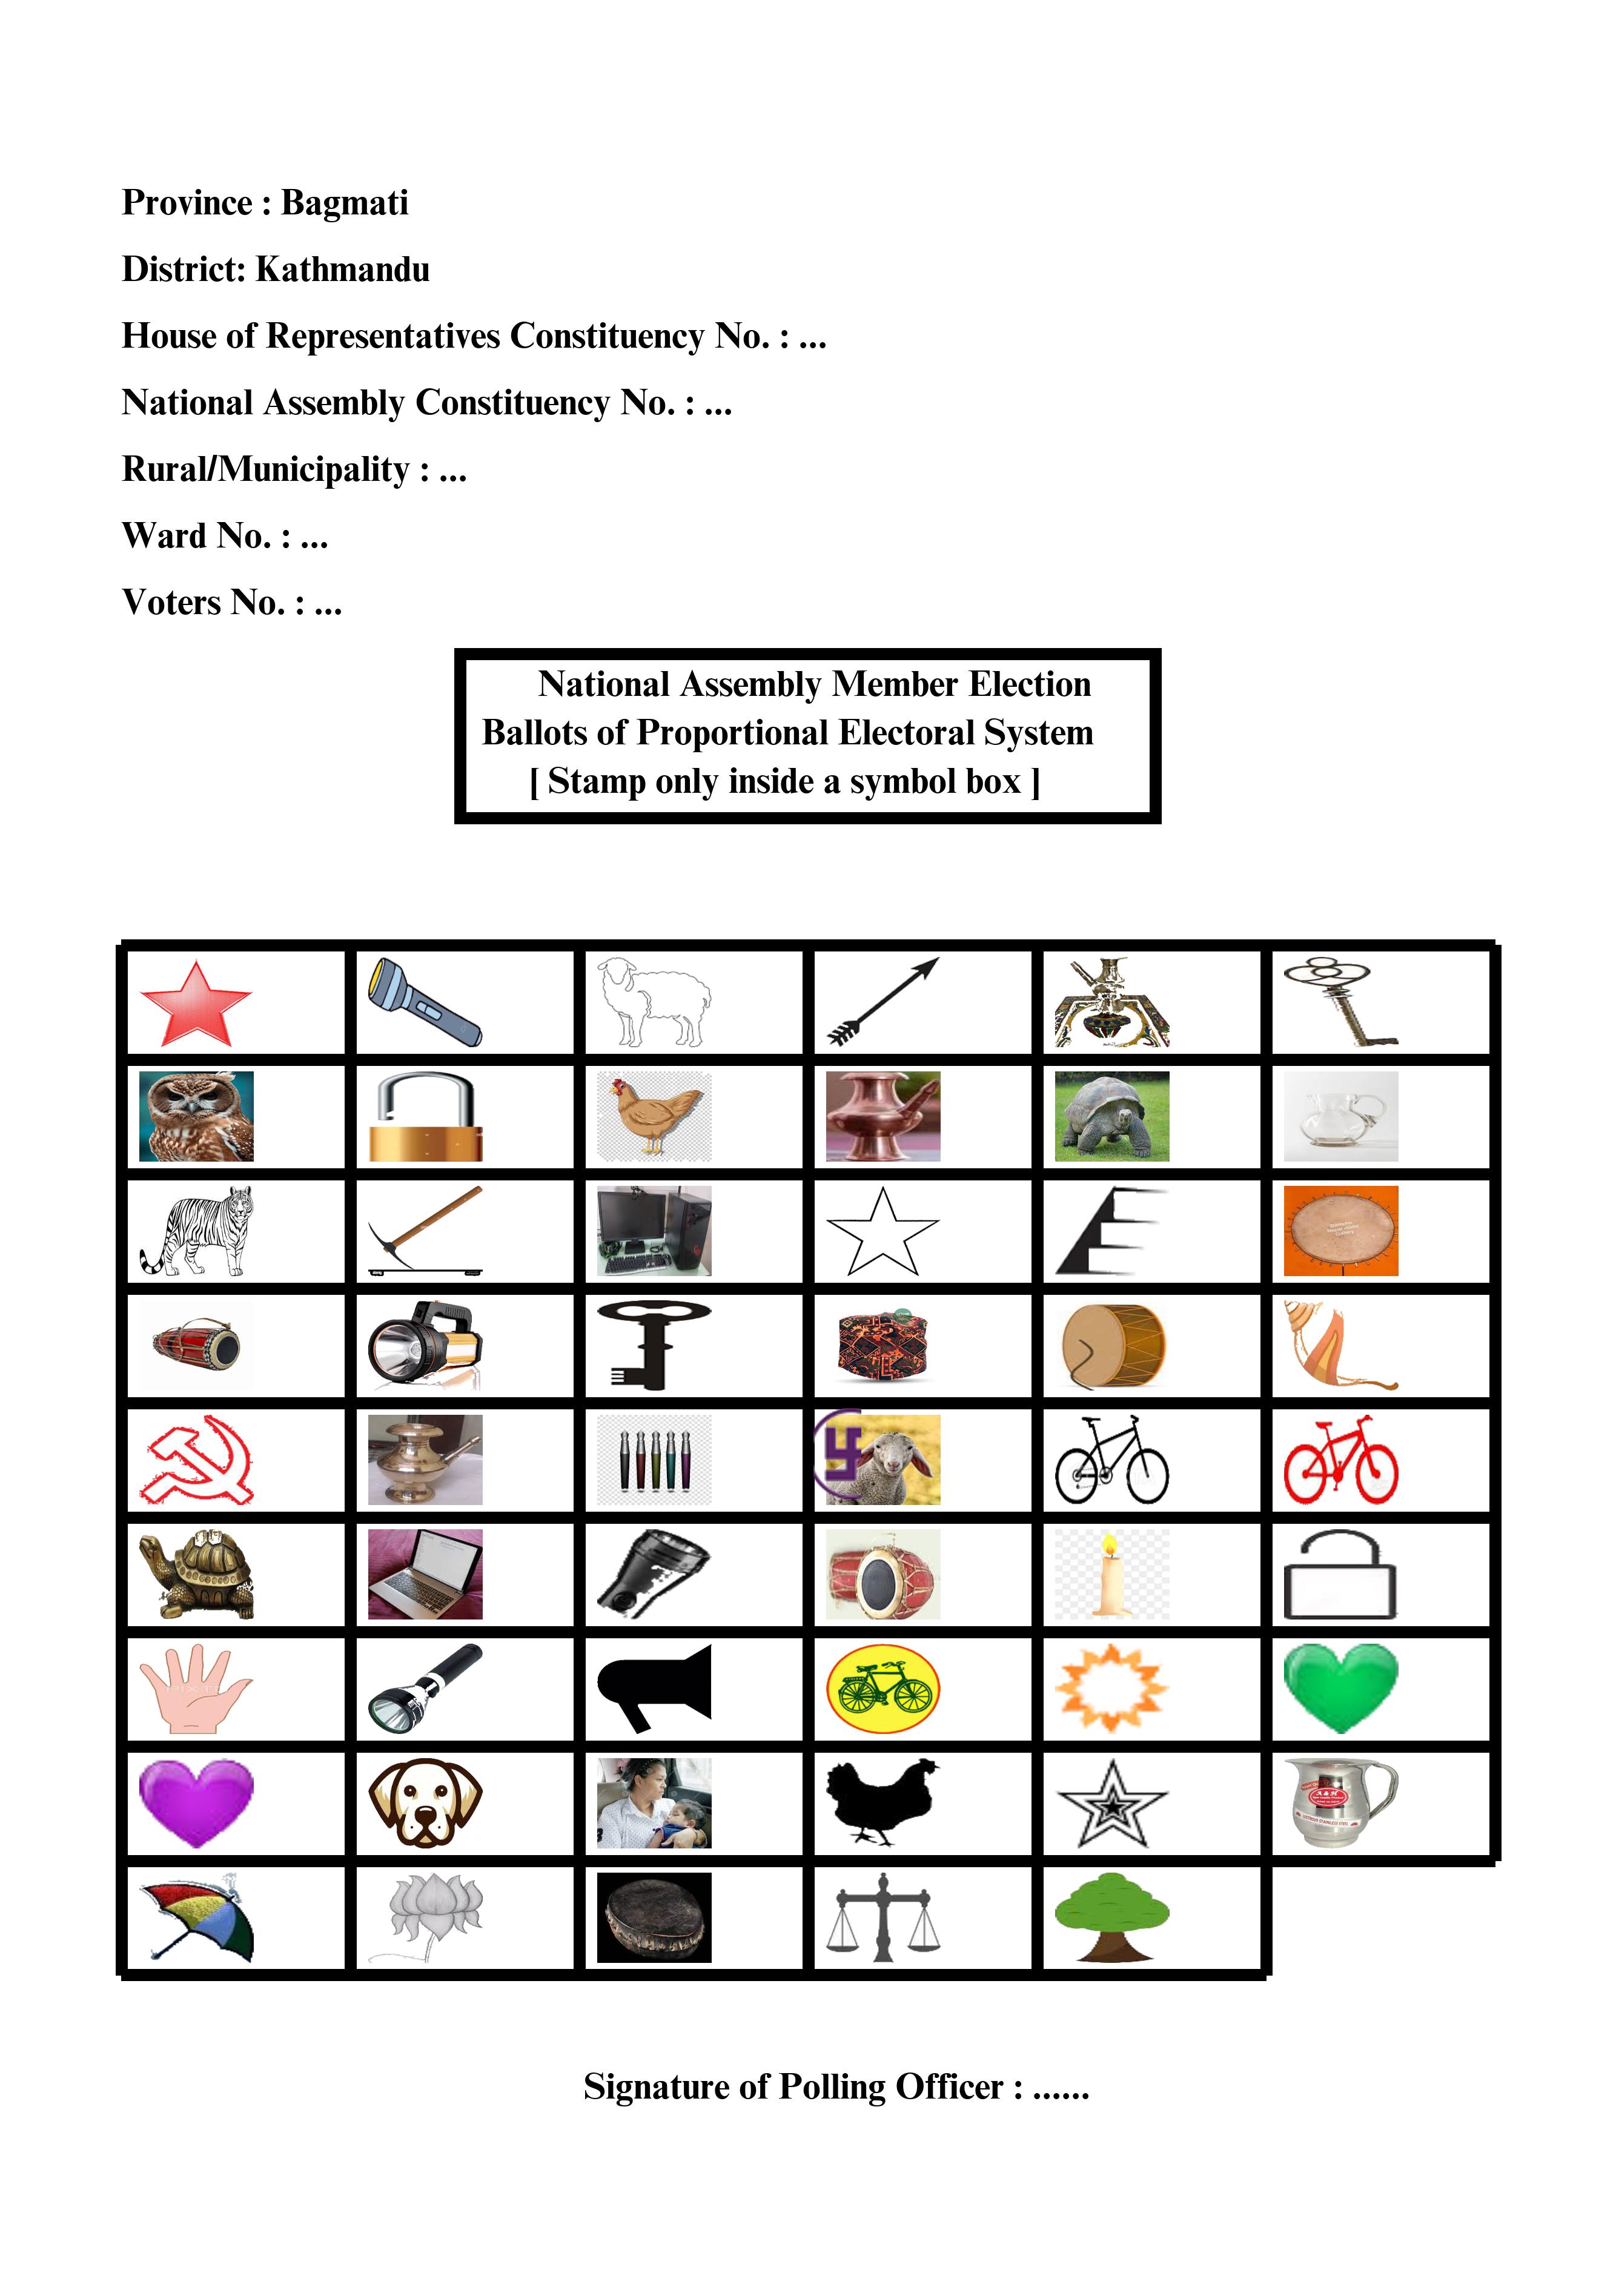 Province : Bagmati
District: Kathmandu
House of Representatives Constituency No. : ...
National Assembly Constituency No. : ...
Rural/Municipality : ...
Ward No. : ...
Voters No. : ...
National Assembly Member Election
Ballots of Proportional Electoral System
[ Stamp only inside a symbol box ]
Signature of Polling Officer : ......